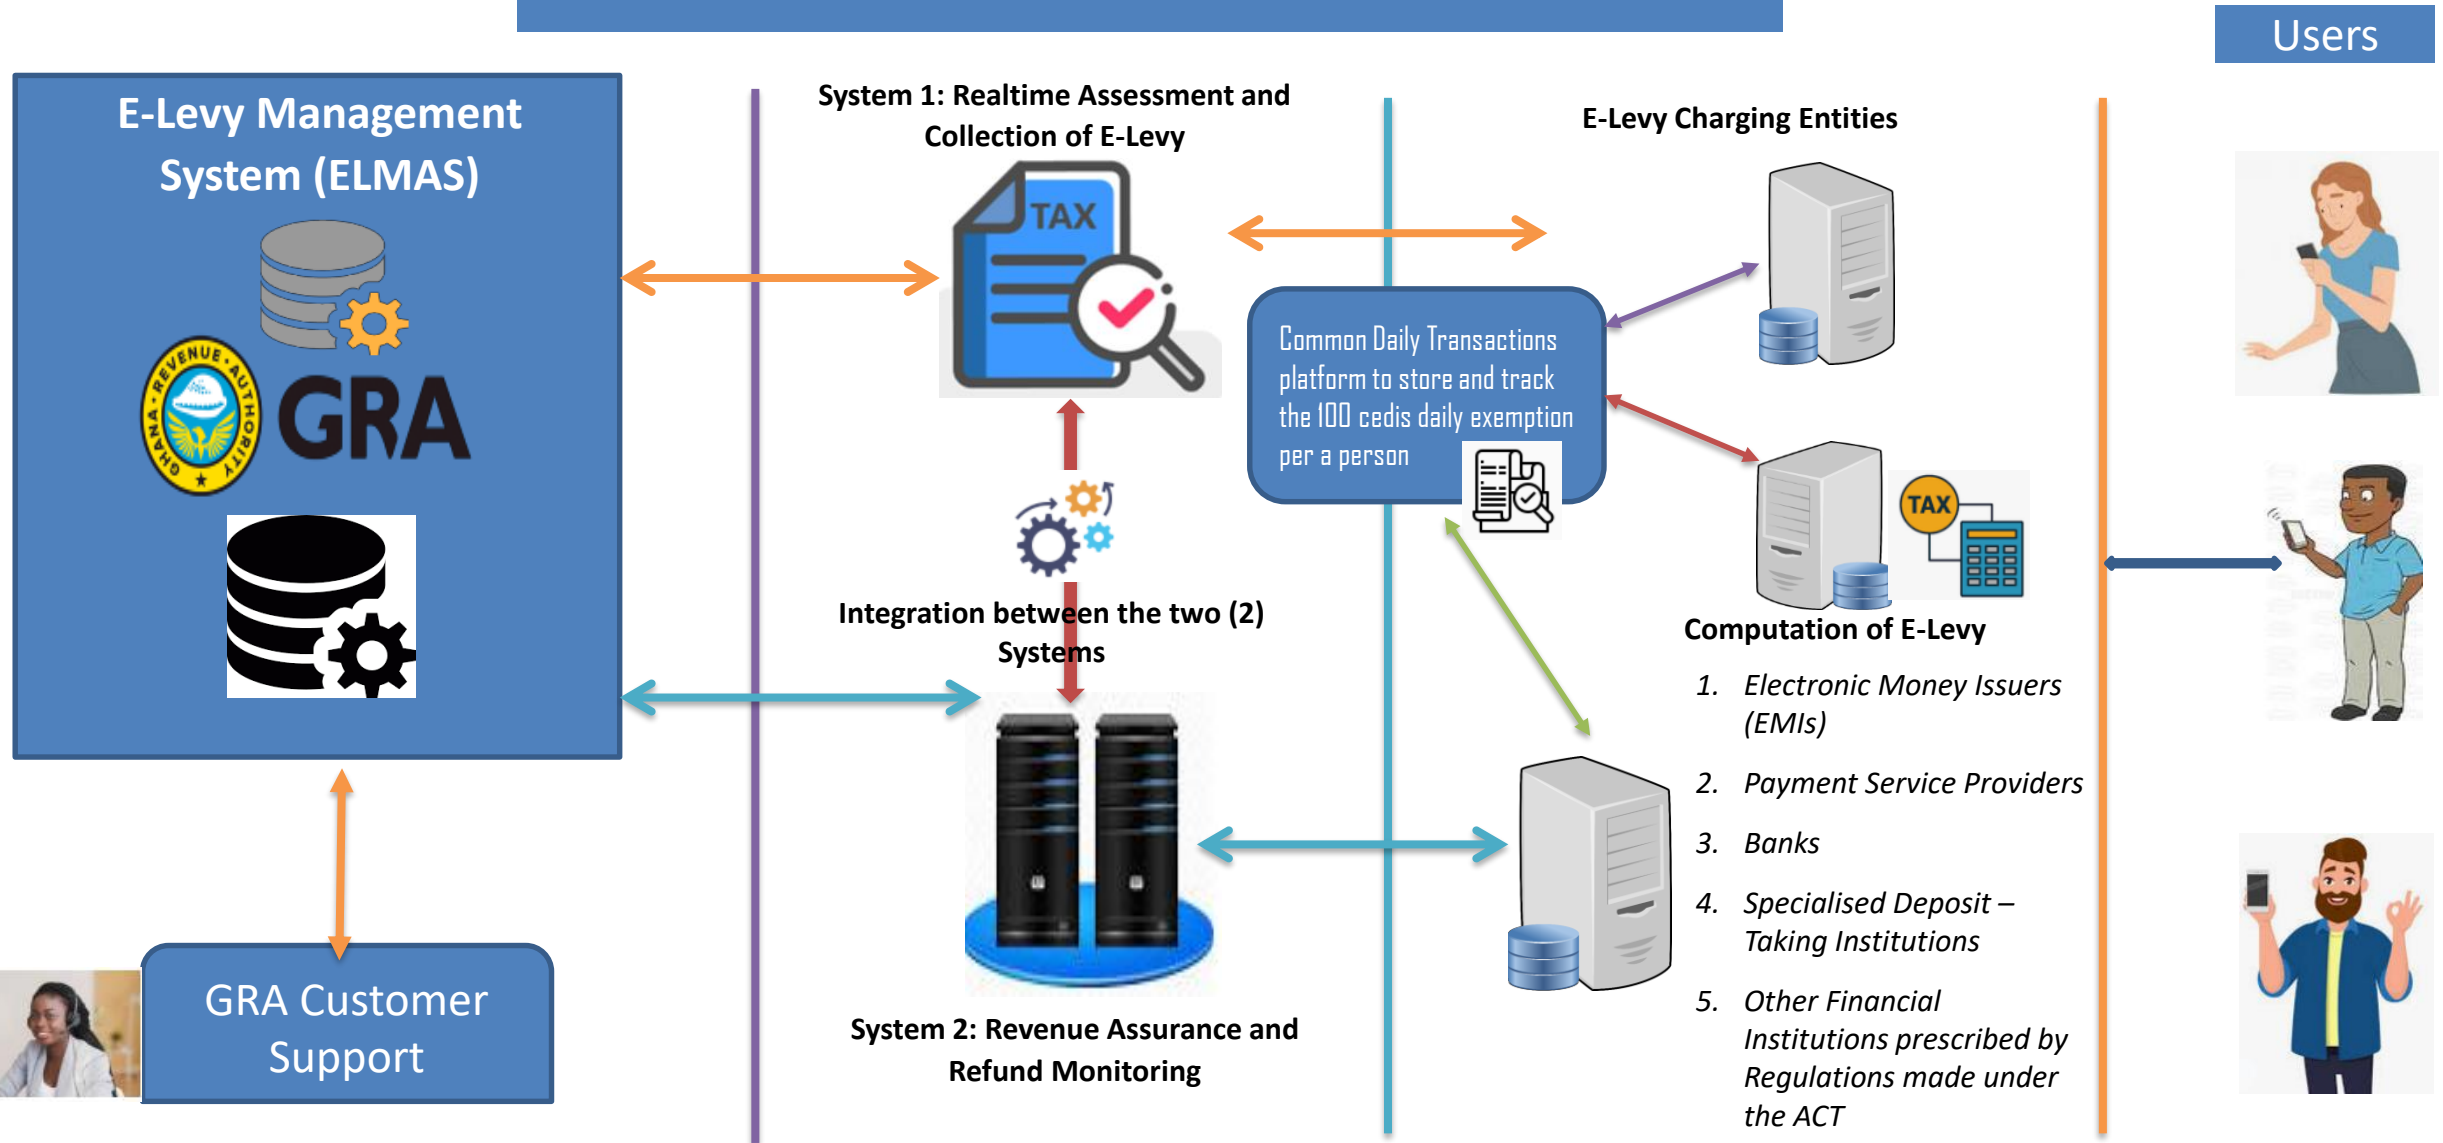 Users
E-Levy Management
System (ELMAS)
GHANA · REVENUE · AUTHORITY
GRA
GRA Customer
Support
System 1: Realtime Assessment and
Collection of E-Levy
TAX
Integration between the two (2)
Systems
System 2: Revenue Assurance and
Refund Monitoring
Common Daily Transactions
platform to store and track
the 100 cedis daily exemption
per a person
E-Levy Charging Entities
TAX
Computation of E-Levy
1. Electronic Money Issuers
(EMIs)
2. Payment Service Providers
3. Banks
4. Specialised Deposit –
Taking Institutions
5. Other Financial
Institutions prescribed by
Regulations made under
the ACT